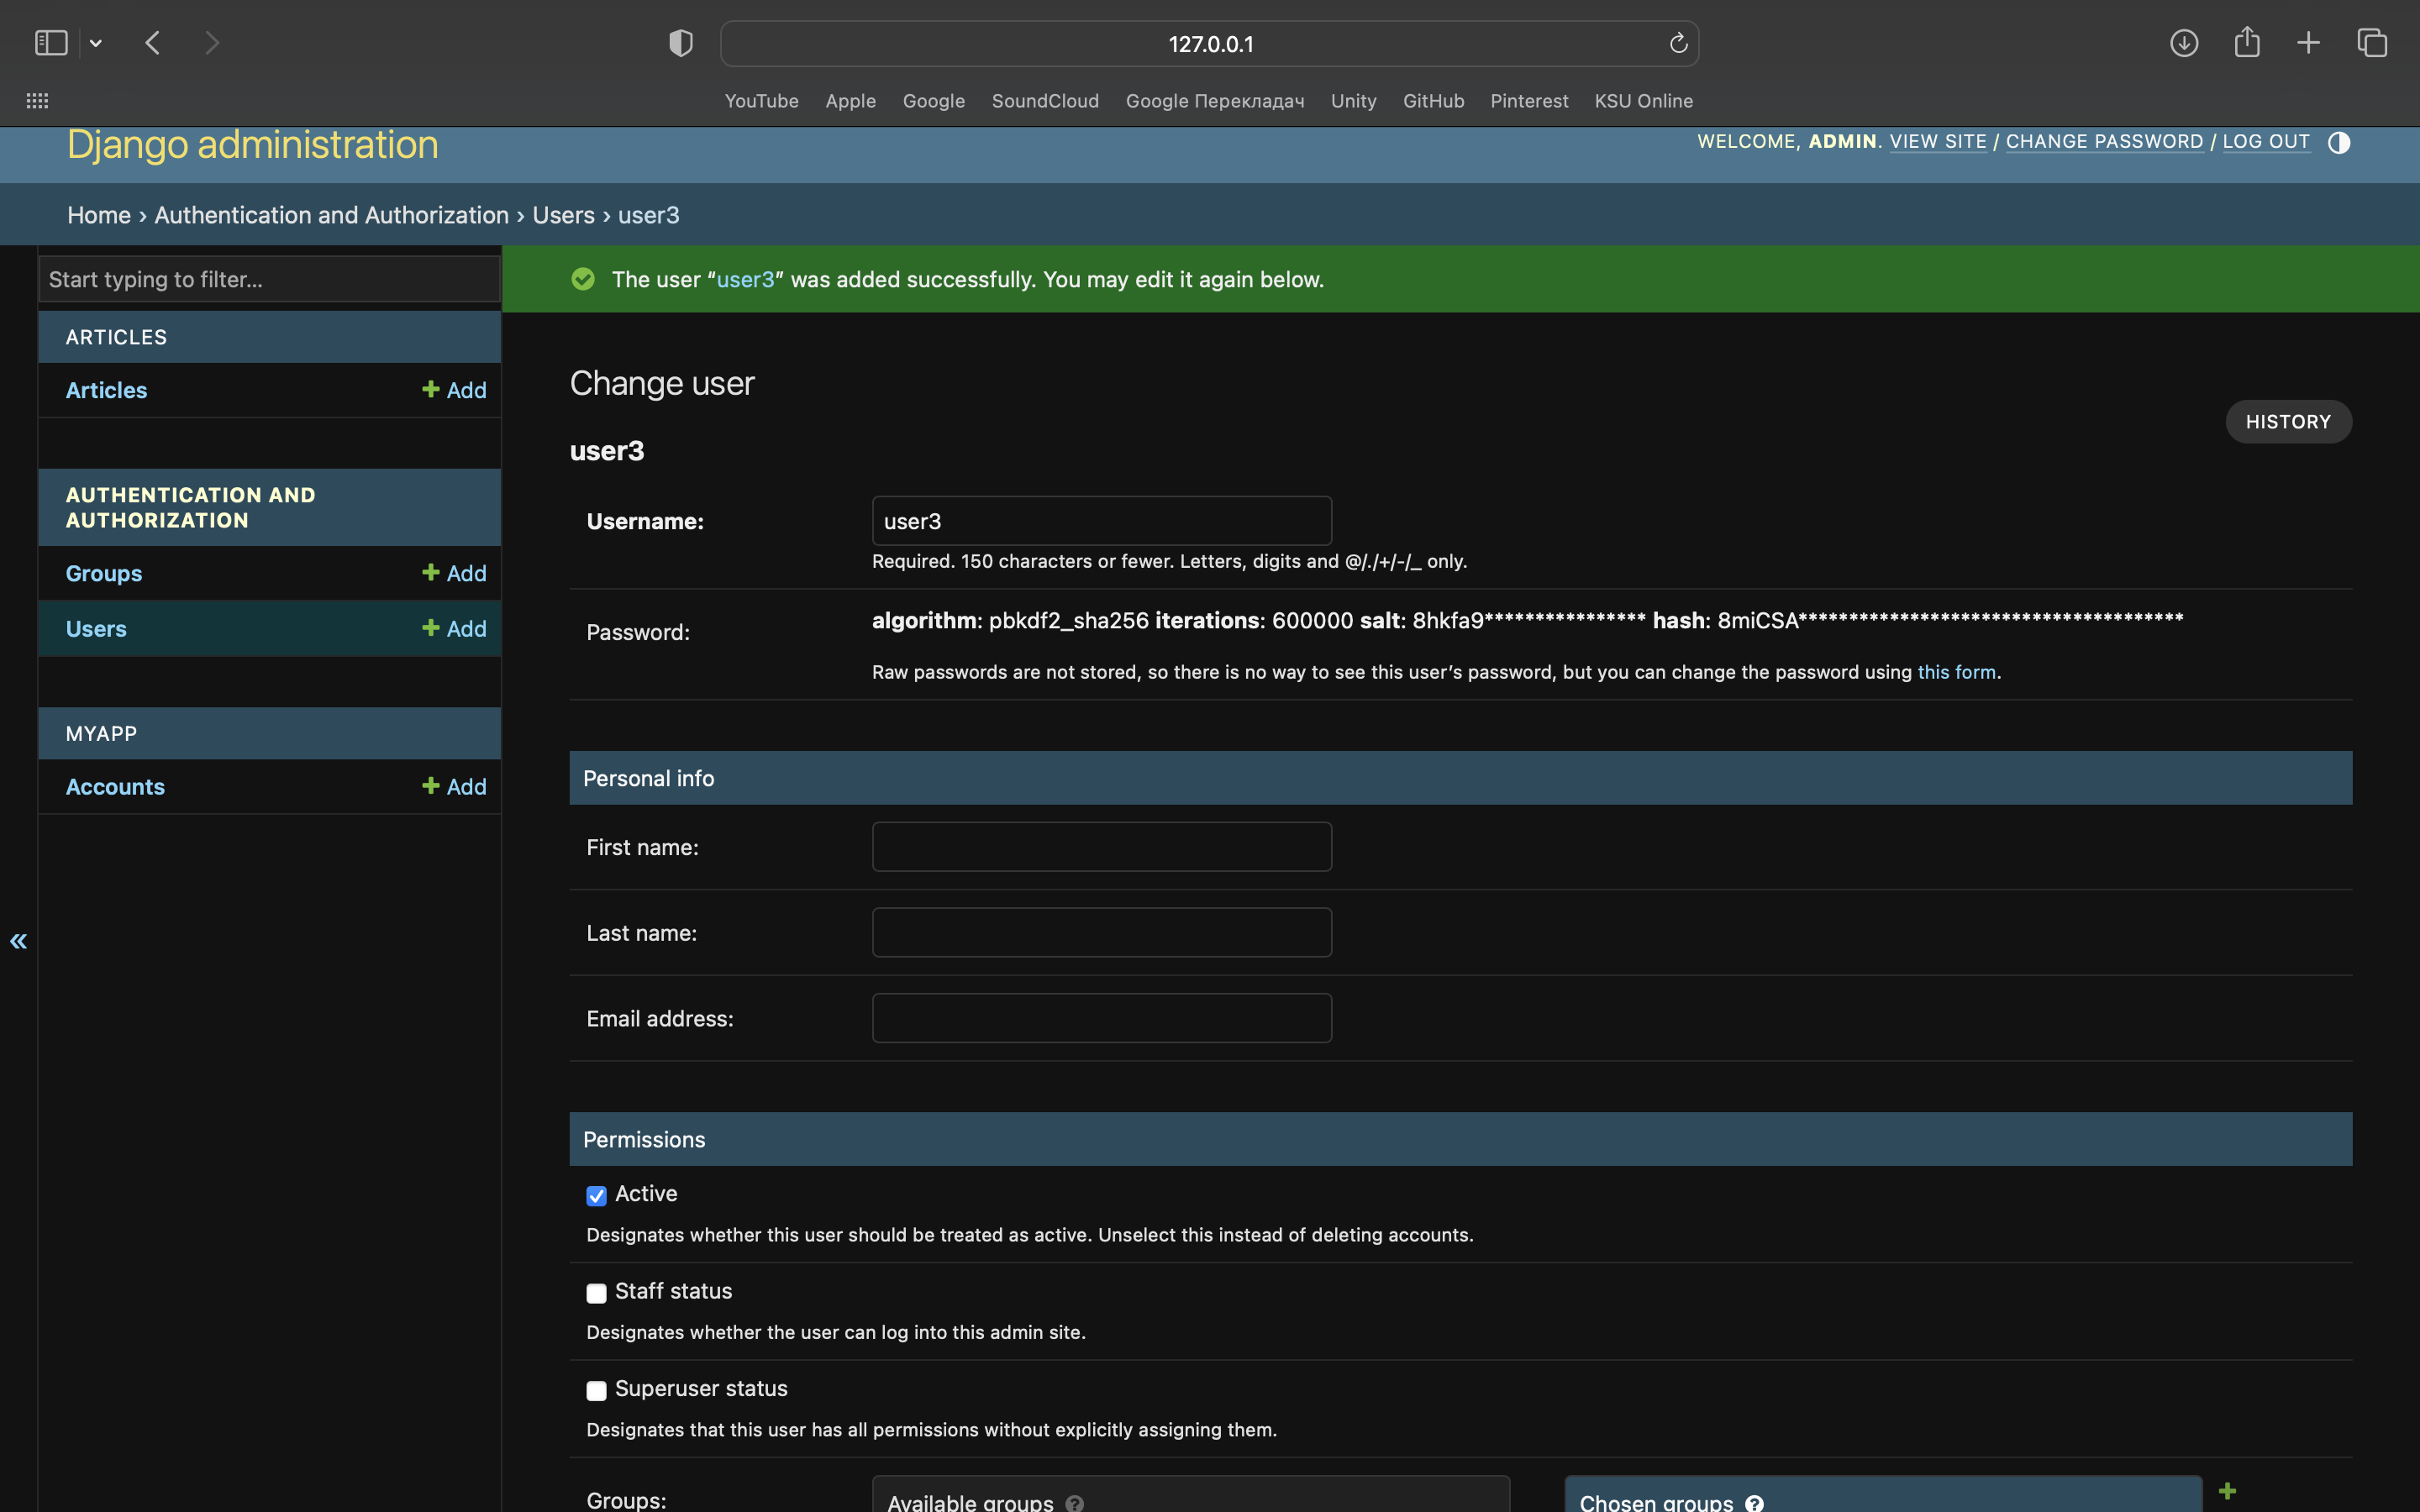 127.0.0.1
YouTube Apple Google SoundCloud Google Перекладач Unity GitHub Pinterest KSU Online
Django administration
WELCOME, ADMIN. VIEW SITE / CHANGE PASSWORD / LOG OUT
Home › Authentication and Authorization › Users › user3
Start typing to filter...
ARTICLES
Articles + Add
AUTHENTICATION AND
AUTHORIZATION
Groups + Add
Users + Add
MYAPP
Accounts + Add
«
The user “user3” was added successfully. You may edit it again below.
Change user
HISTORY
user3
Username: user3
Required. 150 characters or fewer. Letters, digits and @/./+/-/_ only.
Password: algorithm: pbkdf2_sha256 iterations: 600000 salt: 8hkfa9**************** hash: 8miCSA**************************************
Raw passwords are not stored, so there is no way to see this user’s password, but you can change the password using this form.
Personal info
First name:
Last name:
Email address:
Permissions
Active
Designates whether this user should be treated as active. Unselect this instead of deleting accounts.
Staff status
Designates whether the user can log into this admin site.
Superuser status
Designates that this user has all permissions without explicitly assigning them.
Groups: Available groups ? Chosen groups ? +